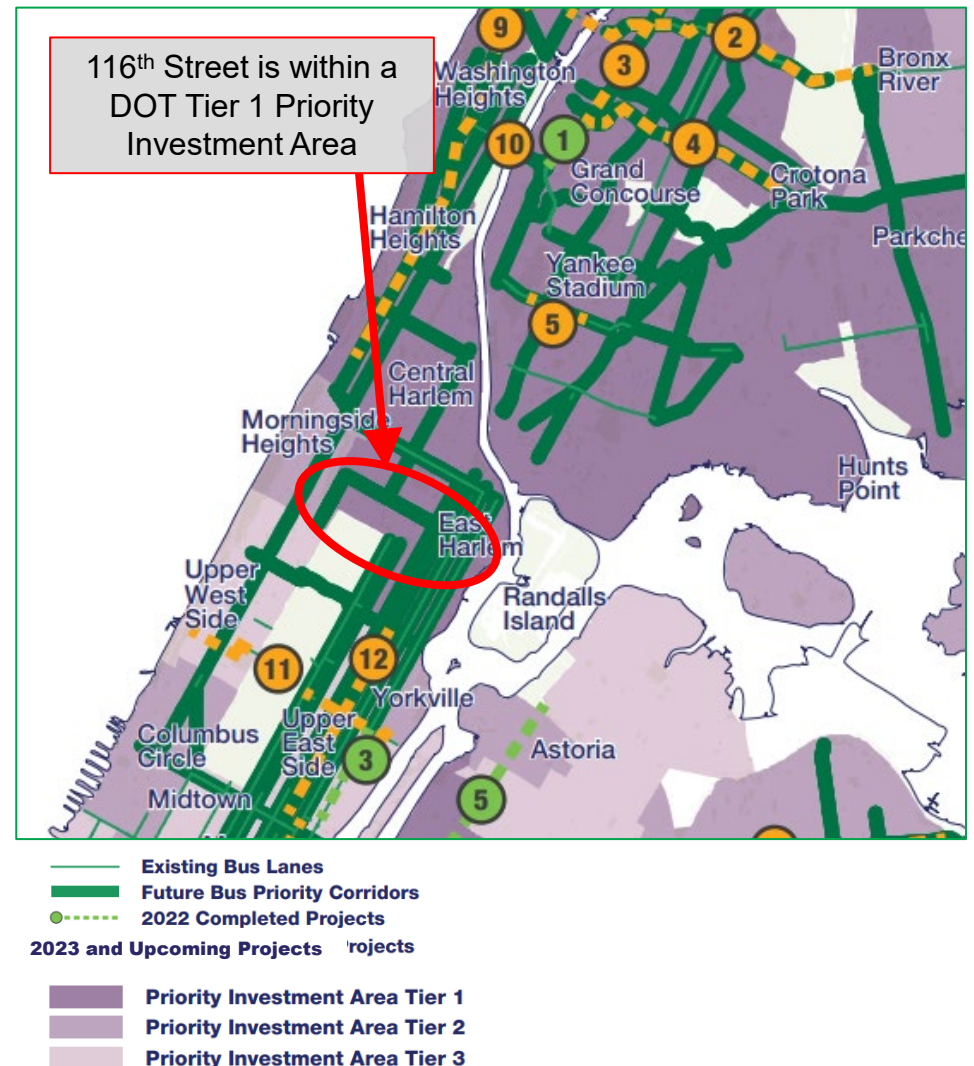 116th Street is within a
DOT Tier 1 Priority
Investment Area
9
2
3
Bronx
River
Washington
Heights
10
1
4
Grand
Concourse
Crotona
Park
Hamilton
Heights
Parkche
Yankee
Stadium
5
Central
Harlem
Morningside
Heights
Hunts
Point
East
Harlem
Upper
West
Side
Randalls
Island
11
12
Yorkville
Columbus
Circle
Upper
East
Side
3
Astoria
Midtown
5
Existing Bus Lanes
Future Bus Priority Corridors
2022 Completed Projects
2023 and Upcoming Projects rojects
Priority Investment Area Tier 1
Priority Investment Area Tier 2
Priority Investment Area Tier 3